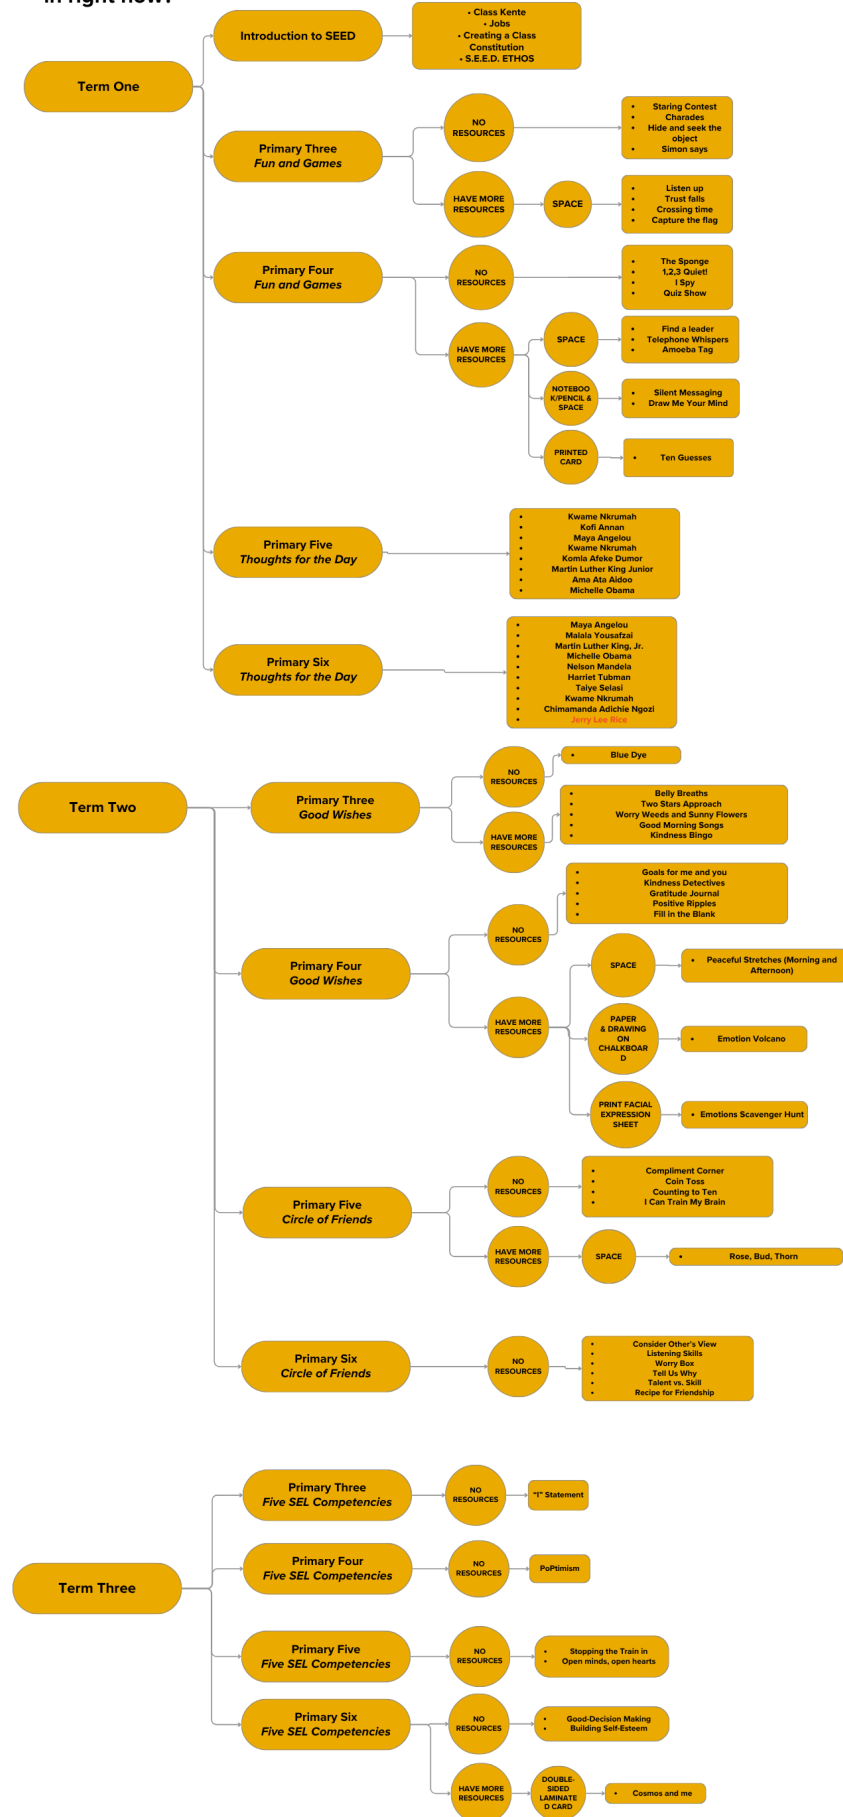 in right now?
Introduction to SEED
• Class Kente
• Jobs
• Creating a Class
Constitution
• S.E.E.D. ETHOS
Term One
Primary Three
Fun and Games
NO
RESOURCES
• Staring Contest
• Charades
• Hide and seek the
object
• Simon says
HAVE MORE
RESOURCES
SPACE
• Listen up
• Trust falls
• Crossing time
• Capture the flag
Primary Four
Fun and Games
NO
RESOURCES
• The Sponge
• 1,2,3 Quiet!
• I Spy
• Quiz Show
HAVE MORE
RESOURCES
SPACE
• Find a leader
• Telephone Whispers
• Amoeba Tag
NOTEBOO
K/PENCIL &
SPACE
• Silent Messaging
• Draw Me Your Mind
PRINTED
CARD
• Ten Guesses
Primary Five
Thoughts for the Day
• Kwame Nkrumah
• Kofi Annan
• Maya Angelou
• Kwame Nkrumah
• Komla Afeke Dumor
• Martin Luther King Junior
• Ama Ata Aidoo
• Michelle Obama
Primary Six
Thoughts for the Day
• Maya Angelou
• Malala Yousafzai
• Martin Luther King, Jr.
• Michelle Obama
• Nelson Mandela
• Harriet Tubman
• Taiye Selasi
• Kwame Nkrumah
• Chimamanda Adichie Ngozi
• Jerry Lee Rice
Term Two
Primary Three
Good Wishes
NO
RESOURCES
• Blue Dye
HAVE MORE
RESOURCES
• Belly Breaths
• Two Stars Approach
• Worry Weeds and Sunny Flowers
• Good Morning Songs
• Kindness Bingo
Primary Four
Good Wishes
NO
RESOURCES
• Goals for me and you
• Kindness Detectives
• Gratitude Journal
• Positive Ripples
• Fill in the Blank
HAVE MORE
RESOURCES
SPACE
• Peaceful Stretches (Morning and
Afternoon)
PAPER
& DRAWING
ON
CHALKBOAR
D
• Emotion Volcano
PRINT FACIAL
EXPRESSION
SHEET
• Emotions Scavenger Hunt
Primary Five
Circle of Friends
NO
RESOURCES
• Compliment Corner
• Coin Toss
• Counting to Ten
• I Can Train My Brain
HAVE MORE
RESOURCES
SPACE
• Rose, Bud, Thorn
Primary Six
Circle of Friends
NO
RESOURCES
• Consider Other's View
• Listening Skills
• Worry Box
• Tell Us Why
• Talent vs. Skill
• Recipe for Friendship
Term Three
Primary Three
Five SEL Competencies
NO
RESOURCES
"I" Statement
Primary Four
Five SEL Competencies
NO
RESOURCES
PoPtimism
Primary Five
Five SEL Competencies
NO
RESOURCES
• Stopping the Train in
• Open minds, open hearts
Primary Six
Five SEL Competencies
NO
RESOURCES
• Good-Decision Making
• Building Self-Esteem
HAVE MORE
RESOURCES
DOUBLE-
SIDED
LAMINATE
D CARD
• Cosmos and me